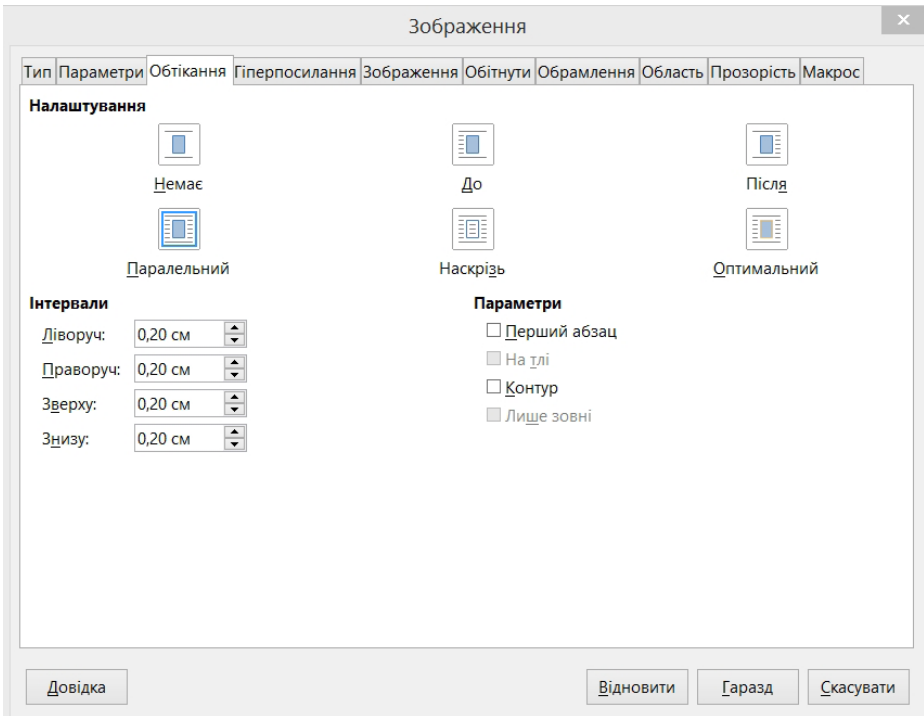 Зображення
Тип Параметри Обтікання Гіперпосилання Зображення Обітнути Обрамлення Область Прозорість Макрос
Налаштування
Немає До Після
Паралельний Наскрізь Оптимальний
Інтервали Параметри
Ліворуч: 0,20 см Перший абзац
Праворуч: 0,20 см На тлі
Зверху: 0,20 см Контур
Знизу: 0,20 см Лише зовні
Довідка Відновити Гаразд Скасувати